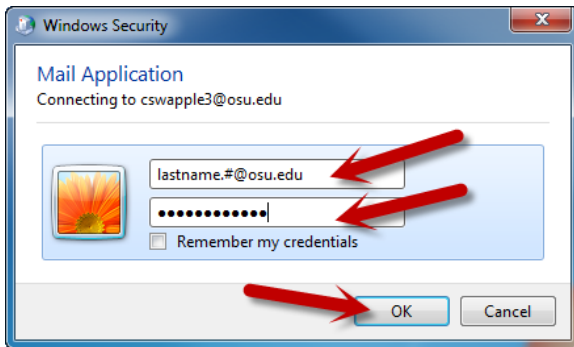 Windows Security
Mail Application
Connecting to cswapple3@osu.edu
lastname.#@osu.edu
●●●●●●●●●●●●
Remember my credentials
OK
Cancel